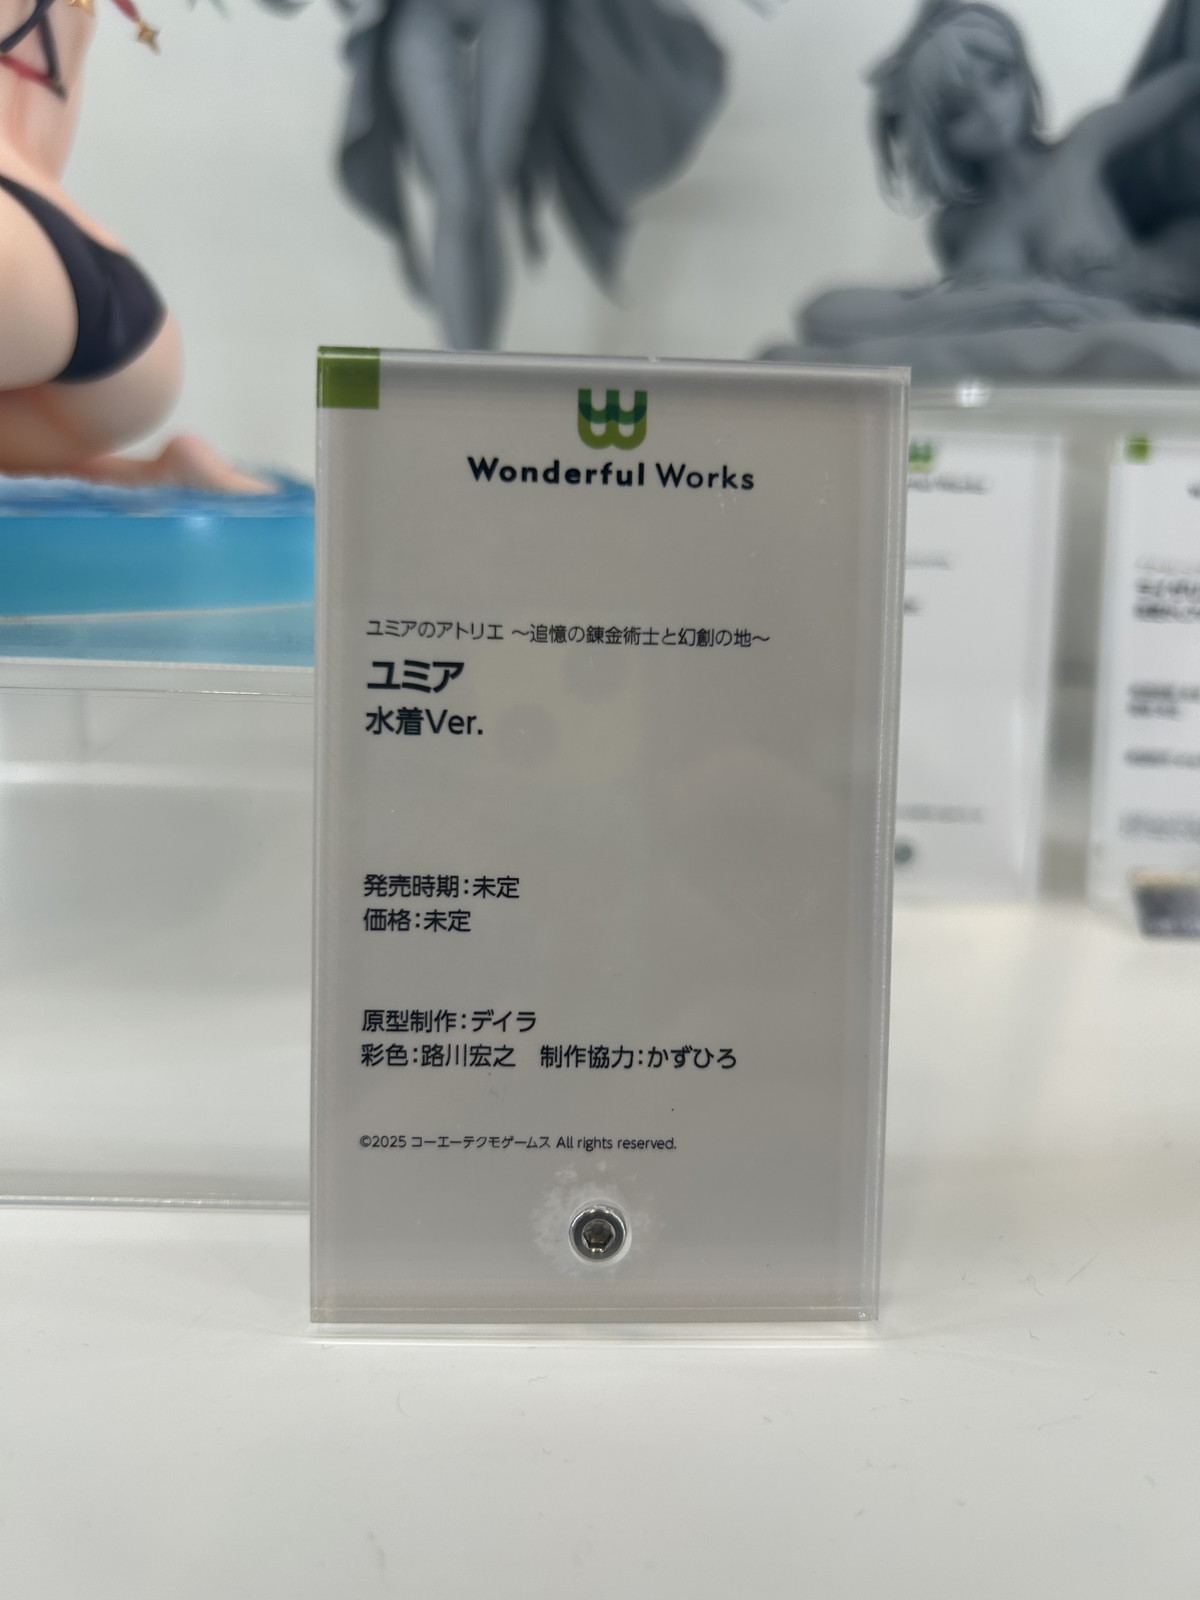 Wonderful Works
ユミアのアトリエ ～追憶の錬金術士と幻創の地～
ユミア
水着Ver.
発売時期：未定
価格：未定
原型制作：デイラ
彩色：路川宏之　制作協力：かずひろ
©2025 コーエーテクモゲームス All rights reserved.